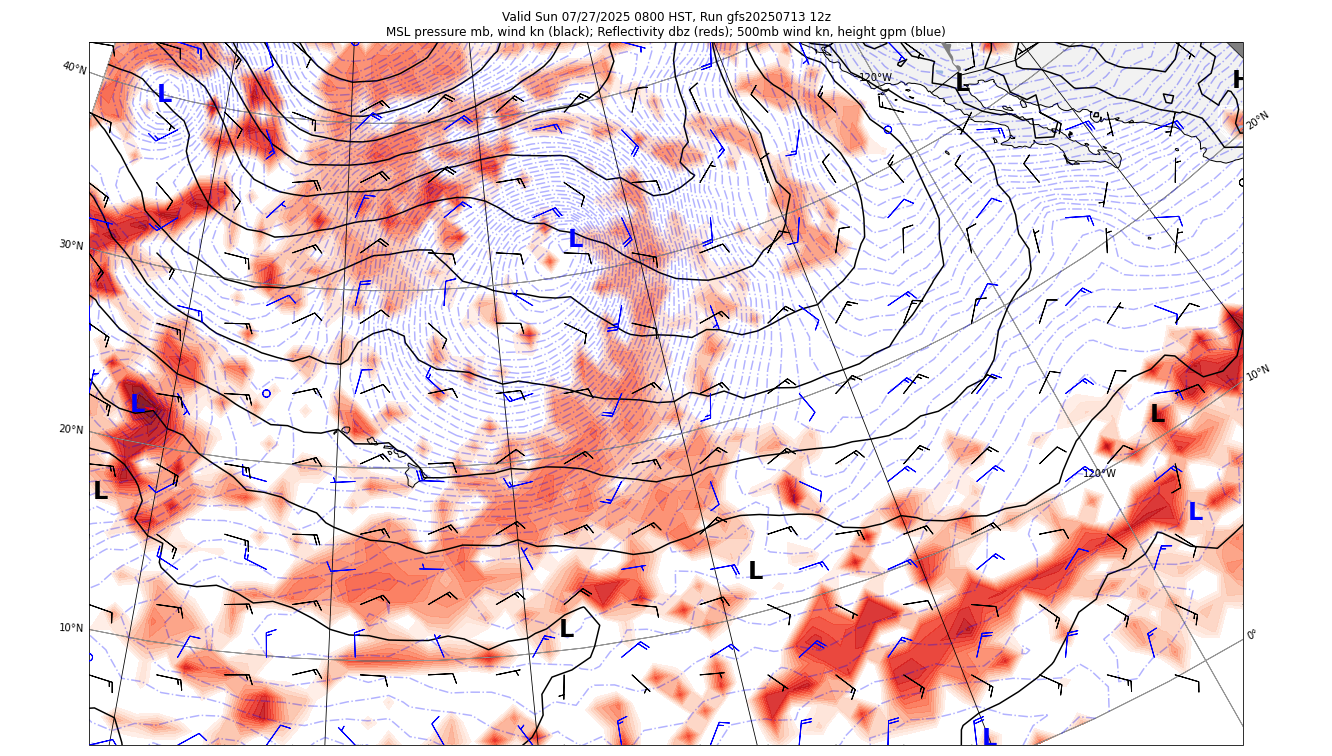 Valid Sun 07/27/2025 0800 HST, Run gfs20250713 12z
MSL pressure mb, wind kn (black); Reflectivity dbz (reds); 500mb wind kn, height gpm (blue)
40°N
120°W
L
H
L
20°N
30°N
L
10°N
L
L
20°N
120°W
L
L
L
10°N
L
0°
L